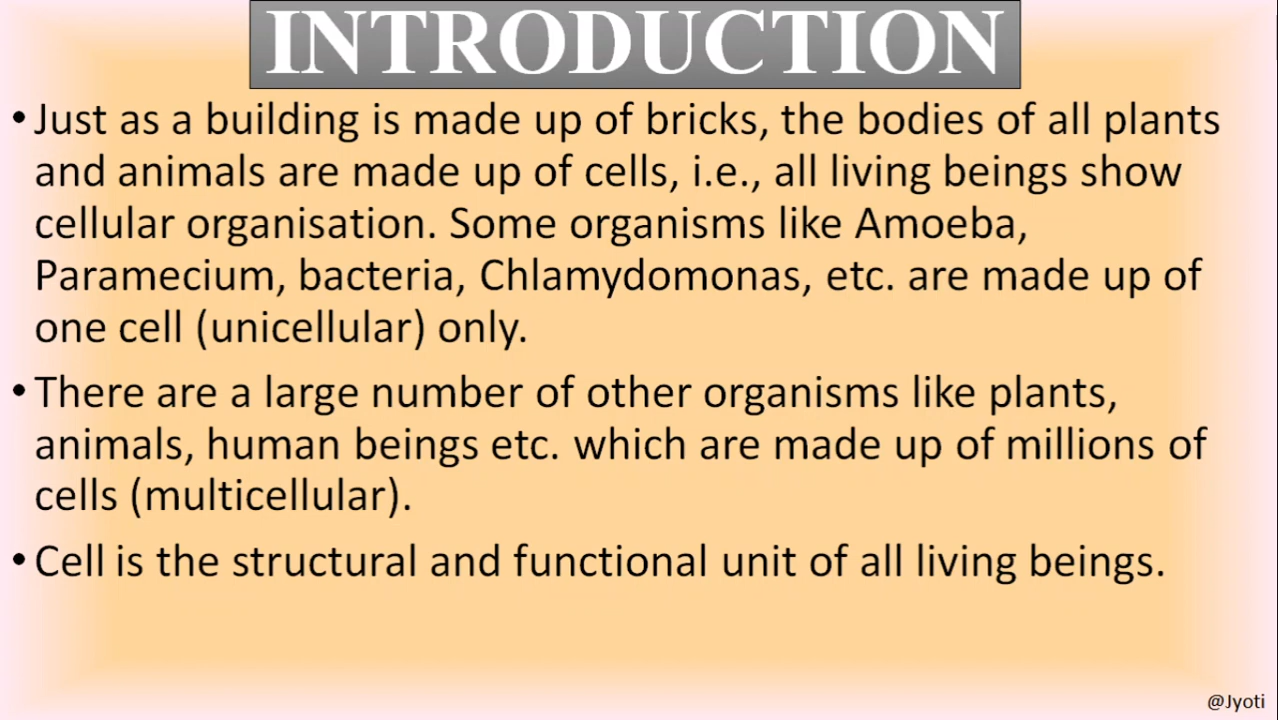 INTRODUCTION
• Just as a building is made up of bricks, the bodies of all plants
and animals are made up of cells, i.e., all living beings show
cellular organisation. Some organisms like Amoeba,
Paramecium, bacteria, Chlamydomonas, etc. are made up of
one cell (unicellular) only.
• There are a large number of other organisms like plants,
animals, human beings etc. which are made up of millions of
cells (multicellular).
• Cell is the structural and functional unit of all living beings.
@Jyoti